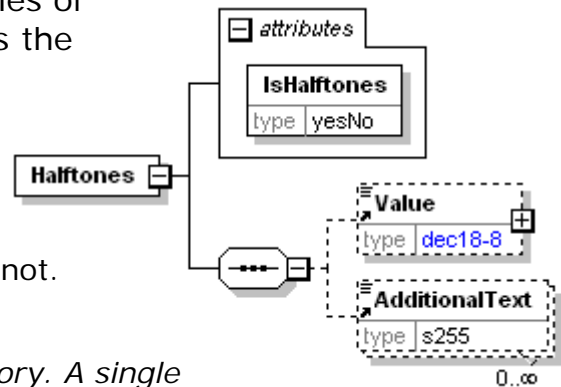 es of
s the
attributes
IsHalftones
type yesNo
Halftones
Value
type dec18-8
not.
AdditionalText
type s255
ory. A single
0..∞